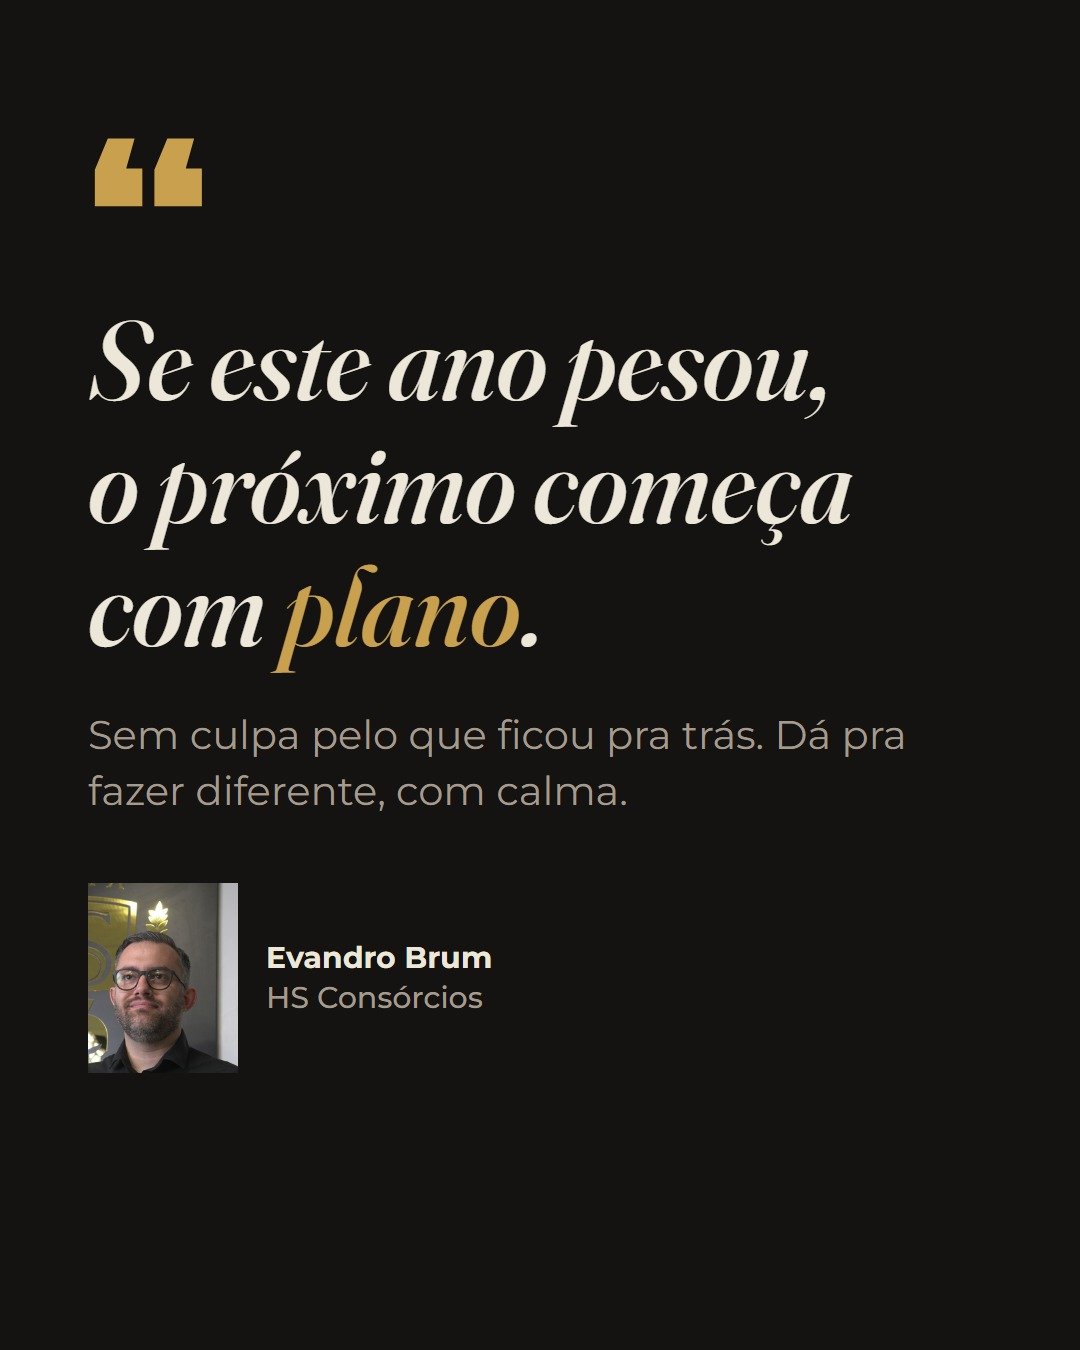 “
Se este ano pesou,
o próximo começa
com plano.
Sem culpa pelo que ficou pra trás. Dá pra
fazer diferente, com calma.
Evandro Brum
HS Consórcios